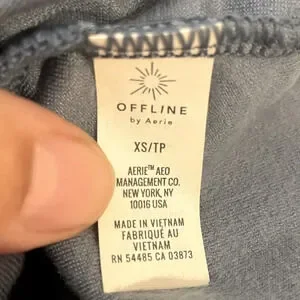 OFFLINE
by Aerie
XS/TP
AERIE™ AEO
MANAGEMENT CO.
NEW YORK, NY
10016 USA
MADE IN VIETNAM
FABRIQUÉ AU
VIETNAM
RN 54485 CA 03873